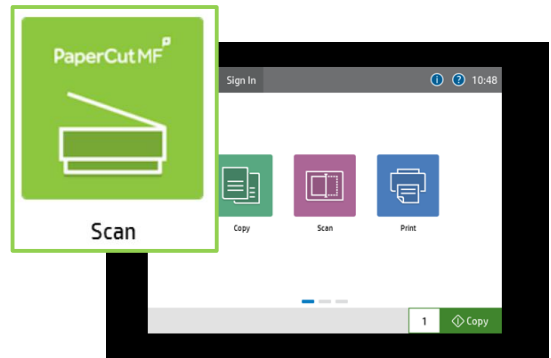 PaperCut MF P
Scan
Sign In
i ? 10:48
Copy Scan Print
1 Copy